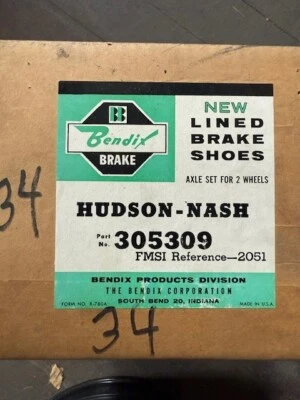 B
Bendix
BRAKE
NEW
LINED
BRAKE
SHOES
AXLE SET FOR 2 WHEELS
34
HUDSON-NASH
Part No. 305309
FMSI Reference—2051
BENDIX PRODUCTS DIVISION
THE BENDIX CORPORATION
SOUTH BEND 20, INDIANA
MADE IN U.S.A.
34